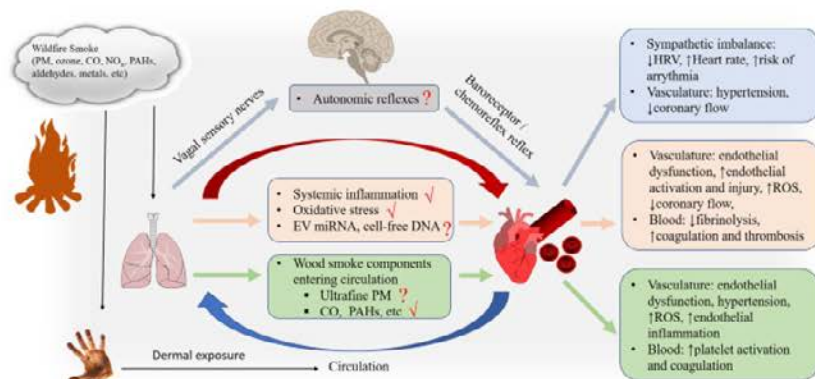 Wildfire Smoke
(PM, ozone, CO, NOx, PAHs,
aldehydes, metals, etc)
Vagal sensory nerves
• Autonomic reflexes ?
Baroreceptor /
chemoreflex reflex
• Systemic inflammation √
• Oxidative stress √
• EV miRNA, cell-free DNA ?
• Wood smoke components
entering circulation
▪ Ultrafine PM ?
▪ CO, PAHs, etc √
Dermal exposure
Circulation
• Sympathetic imbalance:
↓HRV, ↑Heart rate, ↑risk of
arrytmia
• Vasculature: hypertension,
↓coronary flow
• Vasculature: endothelial
dysfunction, ↑endothelial
activation and injury, ↑ROS,
↓coronary flow,
• Blood: ↓fibrinolysis,
↑coagulation and thrombosis
• Vasculature: endothelial
dysfunction, hypertension,
↑ROS, ↑endothelial
inflammation
• Blood: ↑platelet activation
and coagulation